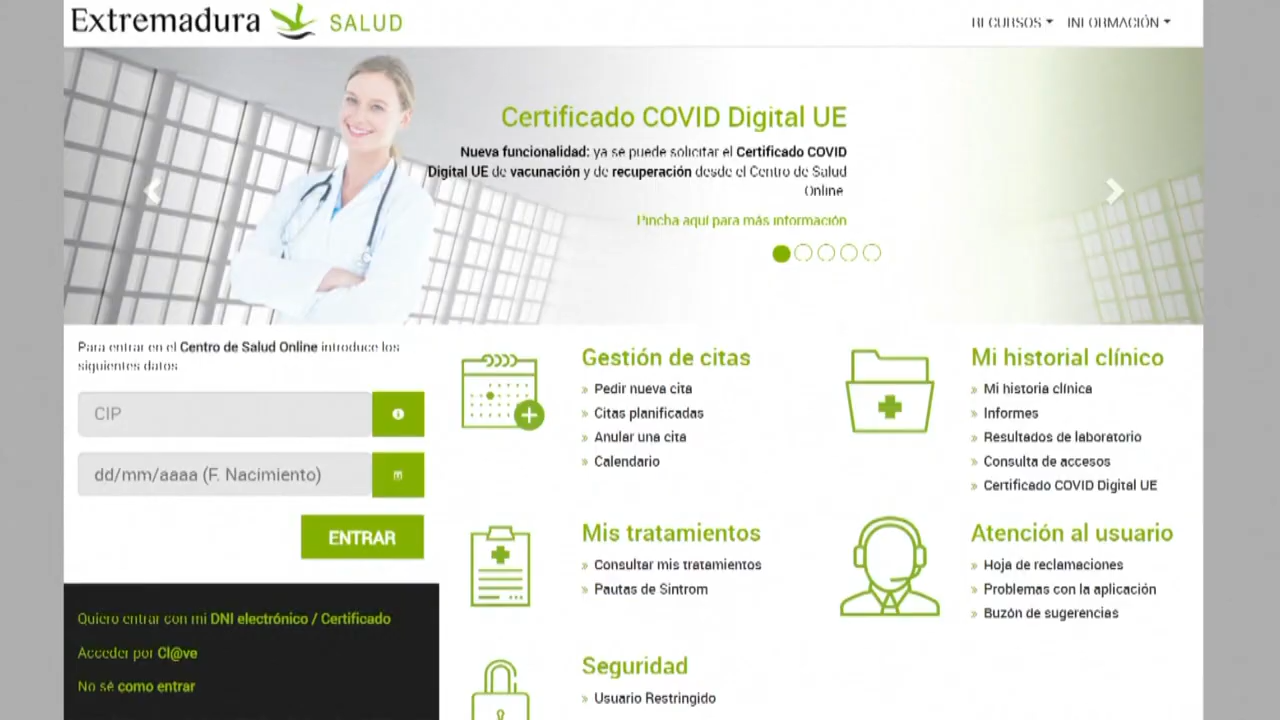 Extremadura SALUD
RECURSOS INFORMACIÓN
Certificado COVID Digital UE
Nueva funcionalidad: ya se puede solicitar el Certificado COVID
Digital UE de vacunación y de recuperación desde el Centro de Salud
Online
Pincha aquí para más información
Para entrar en el Centro de Salud Online introduce los
siguientes datos
CIP
dd/mm/aaaa (F. Nacimiento)
ENTRAR
Quiero entrar con mi DNI electrónico / Certificado
Acceder por Cl@ve
No sé como entrar
Gestión de citas
» Pedir nueva cita
» Citas planificadas
» Anular una cita
» Calendario
Mi historial clínico
» Mi historia clínica
» Informes
» Resultados de laboratorio
» Consulta de accesos
» Certificado COVID Digital UE
Mis tratamientos
» Consultar mis tratamientos
» Pautas de Sintrom
Atención al usuario
» Hoja de reclamaciones
» Problemas con la aplicación
» Buzón de sugerencias
Seguridad
» Usuario Restringido